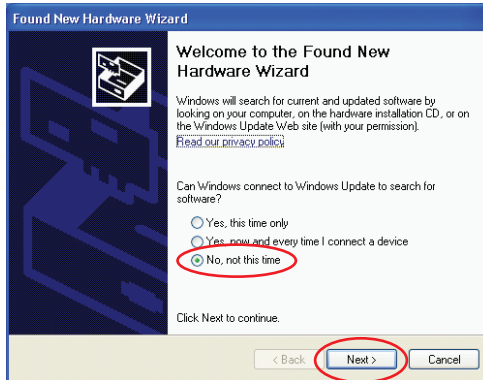 Found New Hardware Wizard
Welcome to the Found New
Hardware Wizard
Windows will search for current and updated software by
looking on your computer, on the hardware installation CD, or on
the Windows Update Web site (with your permission).
Read our privacy policy
Can Windows connect to Windows Update to search for
software?
Yes, this time only
Yes, now and every time I connect a device
No, not this time
Click Next to continue.
< Back
Next >
Cancel